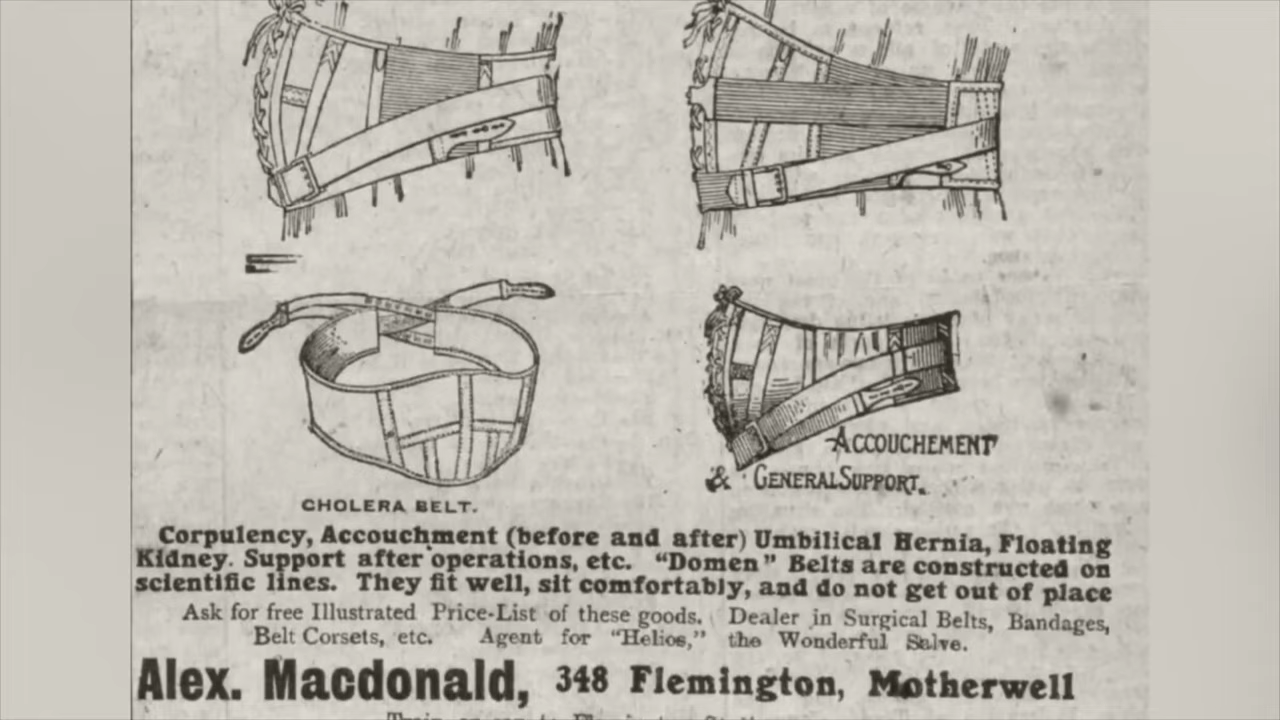 ACCOUCHEMENT
& GENERAL SUPPORT.
CHOLERA BELT.
Corpulency, Accouchment (before and after) Umbilical Hernia, Floating
Kidney. Support after operations, etc. "Domen" Belts are constructed on
scientific lines. They fit well, sit comfortably, and do not get out of place
Ask for free Illustrated Price-List of these goods. Dealer in Surgical Belts, Bandages,
Belt Corsets, etc. Agent for "Helios," the Wonderful Salve.
Alex. Macdonald, 348 Flemington, Motherwell